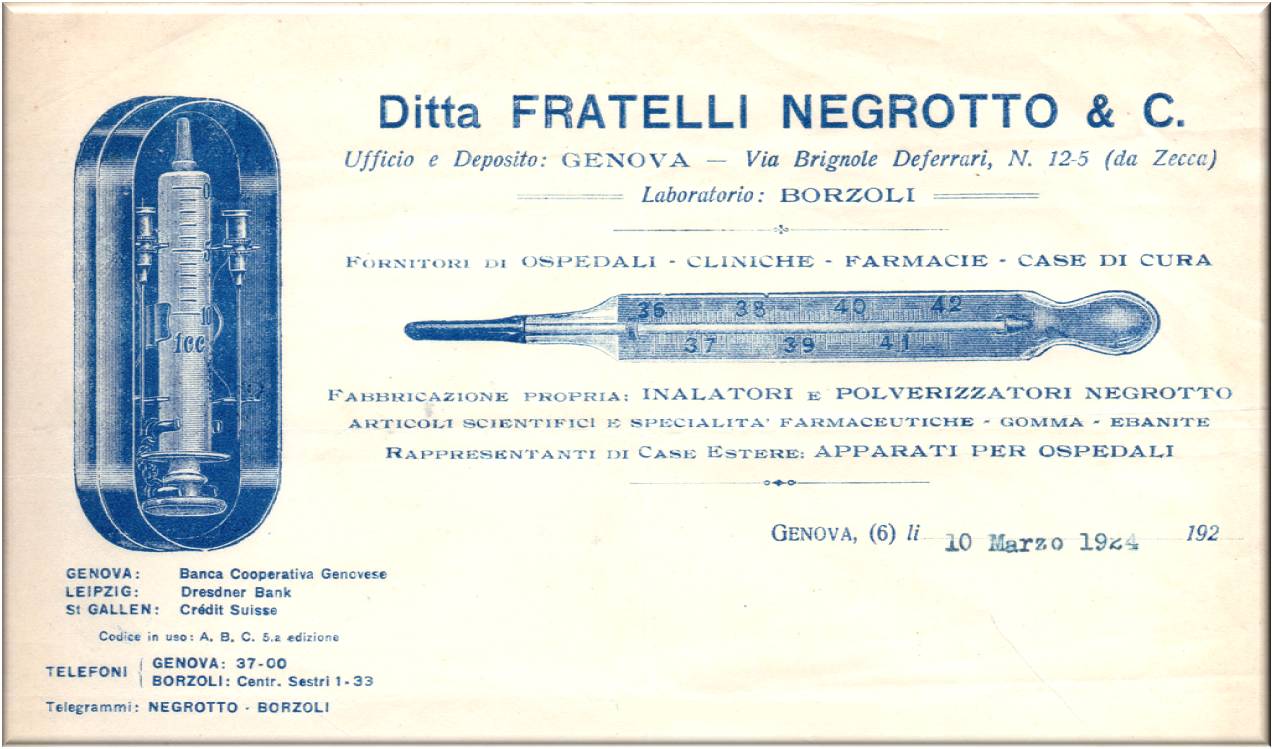 Ditta FRATELLI NEGROTTO & C.
Ufficio e Deposito: GENOVA — Via Brignole Deferrari, N. 12-5 (da Zecca)
Laboratorio: BORZOLI
FORNITORI DI OSPEDALI - CLINICHE - FARMACIE - CASE DI CURA
36 38 40 42
37 39 41
0
5
10
1cc
FABBRICAZIONE PROPRIA: INALATORI E POLVERIZZATORI NEGROTTO
ARTICOLI SCIENTIFICI E SPECIALITA' FARMACEUTICHE - GOMMA - EBANITE
RAPPRESENTANTI DI CASE ESTERE: APPARATI PER OSPEDALI
GENOVA, (6) li 10 Marzo 1924 192
GENOVA: Banca Cooperativa Genovese
LEIPZIG: Dresdner Bank
St GALLEN: Crédit Suisse
Codice in uso: A. B. C. 5.a edizione
TELEFONI GENOVA: 37-00
BORZOLI: Centr. Sestri 1-33
Telegrammi: NEGROTTO - BORZOLI